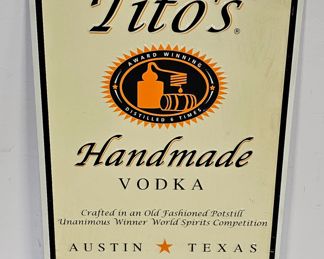 Tito's®
AWARD WINNING
DISTILLED 6 TIMES
Handmade
VODKA
Crafted in an Old Fashioned Potstill
Unanimous Winner World Spirits Competition
AUSTIN ★ TEXAS